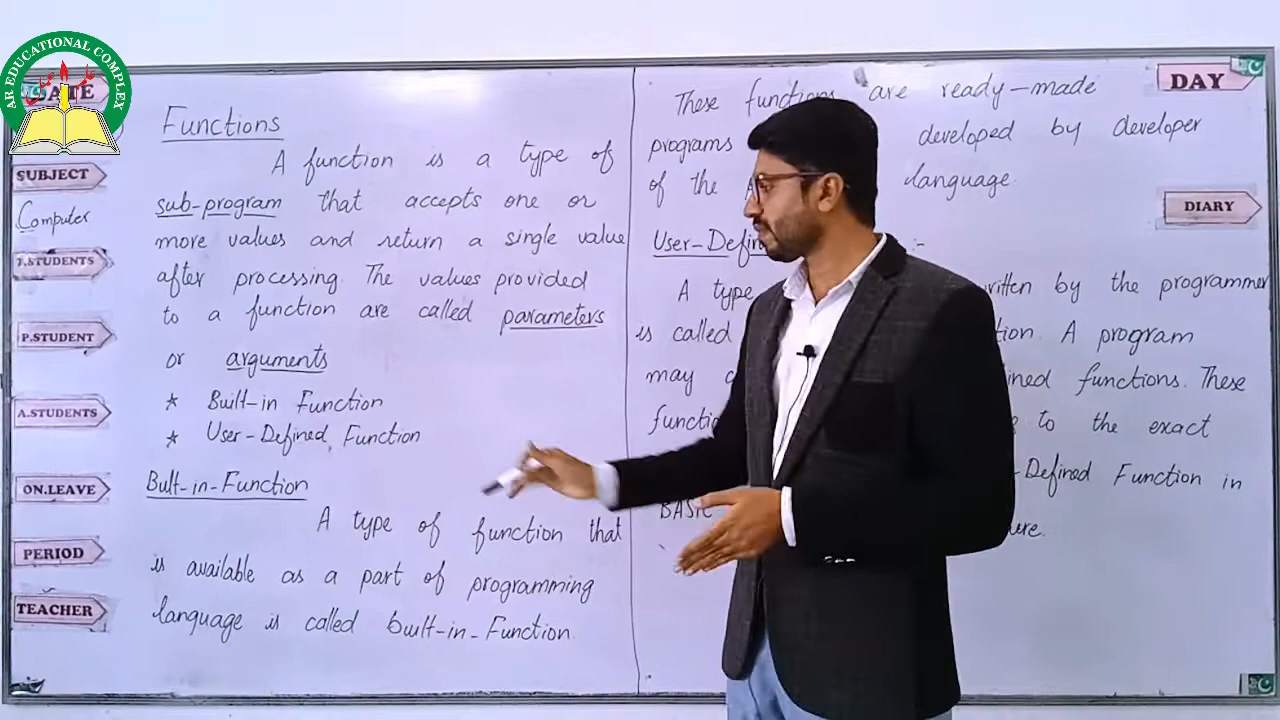 AR EDUCATIONAL COMPLEX
DATE
SUBJECT
Computer
P.STUDENT
A.STUDENTS
ON.LEAVE
PERIOD
TEACHER
Functions
A function is a type of
sub-program that accepts one or
more values and return a single value
after processing. The values provided
to a function are called parameters
or arguments
* Built-in Function
* User-Defined Function
Bult-in-Function
A type of function that
is available as a part of programming
language is called built-in-Function.
These functions are ready-made
programs developed by developer
of the language.
User-Defin :-
A type written by the programmer
is called tion. A program
may ined functions. These
functi to the exact
-Defined Function in
BASIC
DAY
DIARY